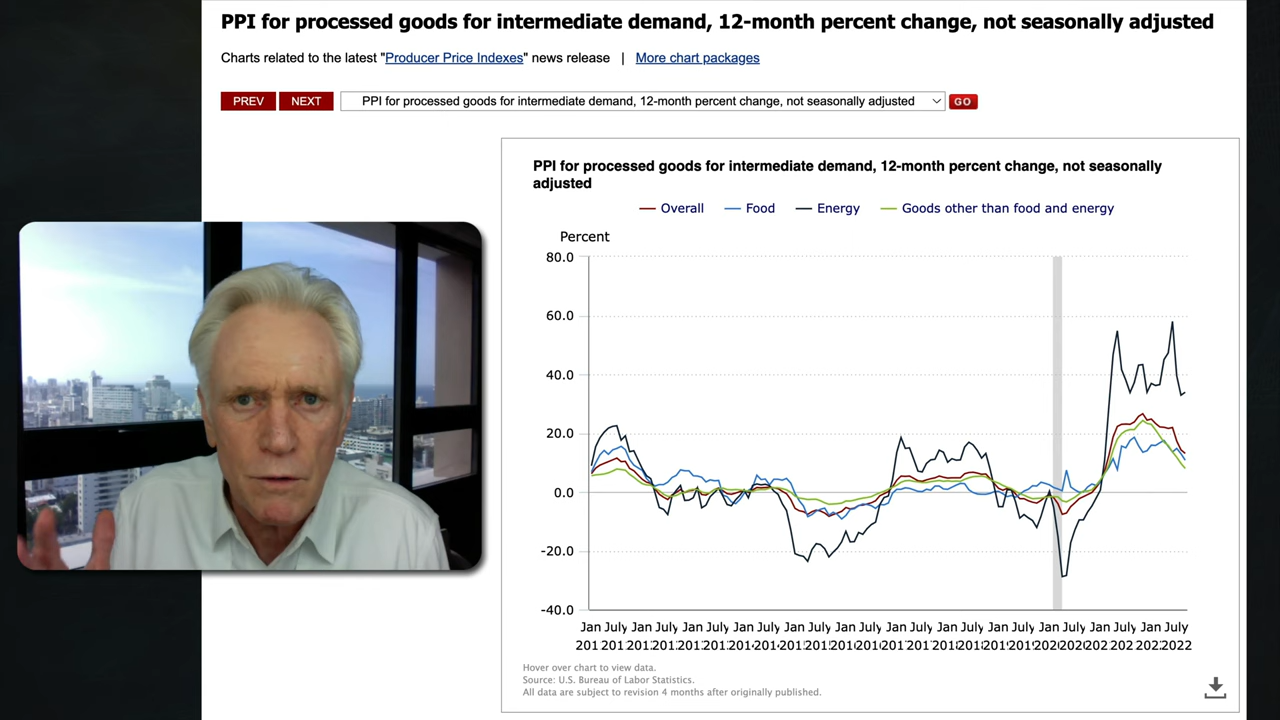 PPI for processed goods for intermediate demand, 12-month percent change, not seasonally adjusted
Charts related to the latest "Producer Price Indexes" news release | More chart packages
PREV NEXT PPI for processed goods for intermediate demand, 12-month percent change, not seasonally adjusted GO
PPI for processed goods for intermediate demand, 12-month percent change, not seasonally
adjusted
Overall Food Energy Goods other than food and energy
Percent
80.0
60.0
40.0
20.0
0.0
-20.0
-40.0
Jan July Jan July Jan July Jan July Jan July Jan July Jan July Jan July Jan July Jan July Jan July Jan July
2022
Hover over chart to view data.
Source: U.S. Bureau of Labor Statistics.
All data are subject to revision 4 months after originally published.